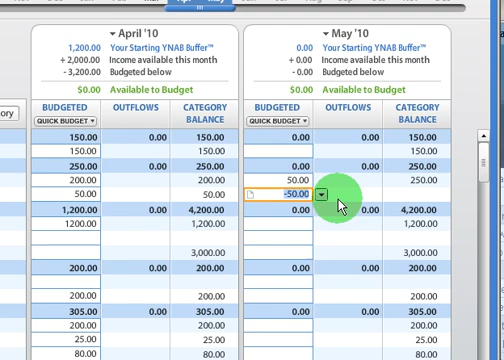 April '10
1,200.00 Your Starting YNAB Buffer™
+ 2,000.00 Income available this month
- 3,200.00 Budgeted below
$0.00 Available to Budget
BUDGETED OUTFLOWS CATEGORY BALANCE
QUICK BUDGET
150.00 0.00 150.00
150.00 150.00
250.00 0.00 250.00
200.00 200.00
50.00 50.00
1,200.00 0.00 4,200.00
1200.00 1,200.00
3,000.00
200.00 0.00 200.00
200.00 200.00
305.00 0.00 305.00
200.00 200.00
25.00 25.00
80.00 80.00
May '10
0.00 Your Starting YNAB Buffer™
+ 0.00 Income available this month
- 0.00 Budgeted below
$0.00 Available to Budget
BUDGETED OUTFLOWS CATEGORY BALANCE
QUICK BUDGET
0.00 0.00 150.00
150.00
0.00 0.00 250.00
50.00 250.00
-50.00
0.00 0.00 4,200.00
1,200.00
3,000.00
0.00 0.00 200.00
200.00
0.00 0.00 305.00
200.00
25.00
80.00